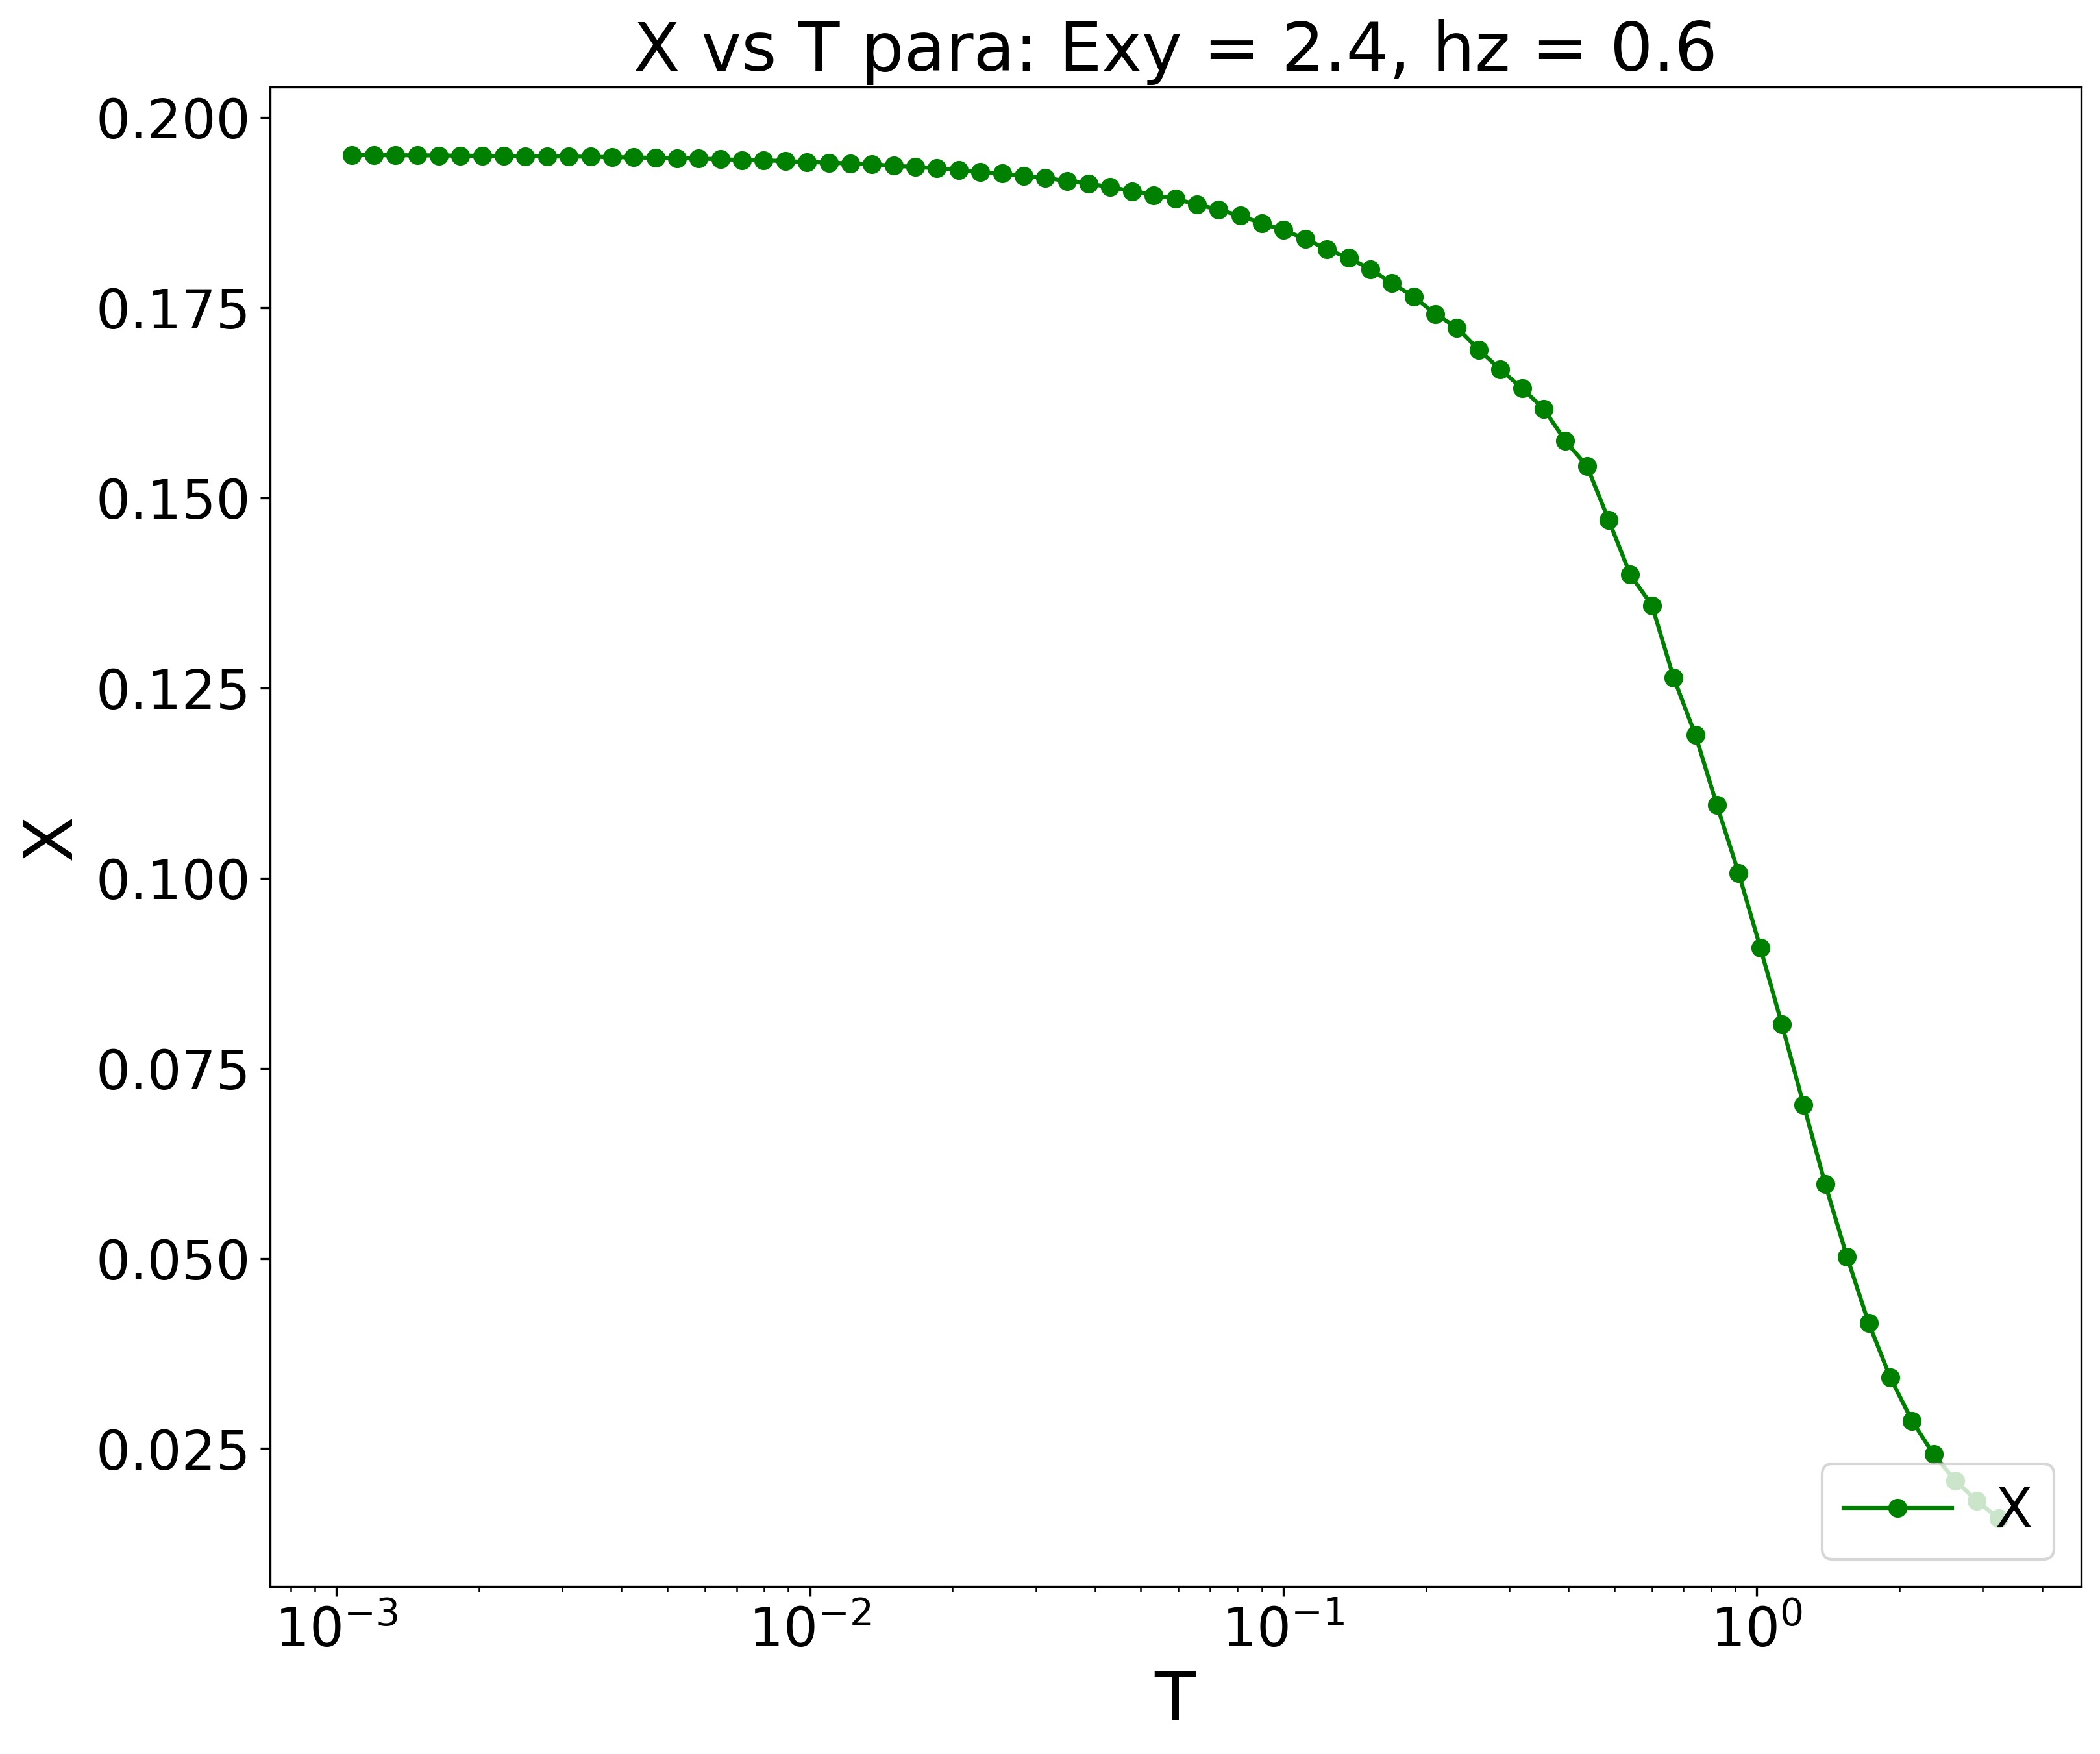 X vs T para: Exy = 2.4, hz = 0.6
0.200
0.175
0.150
0.125
0.100
0.075
0.050
0.025
X
X
10⁻³ 10⁻² 10⁻¹ 10⁰
T